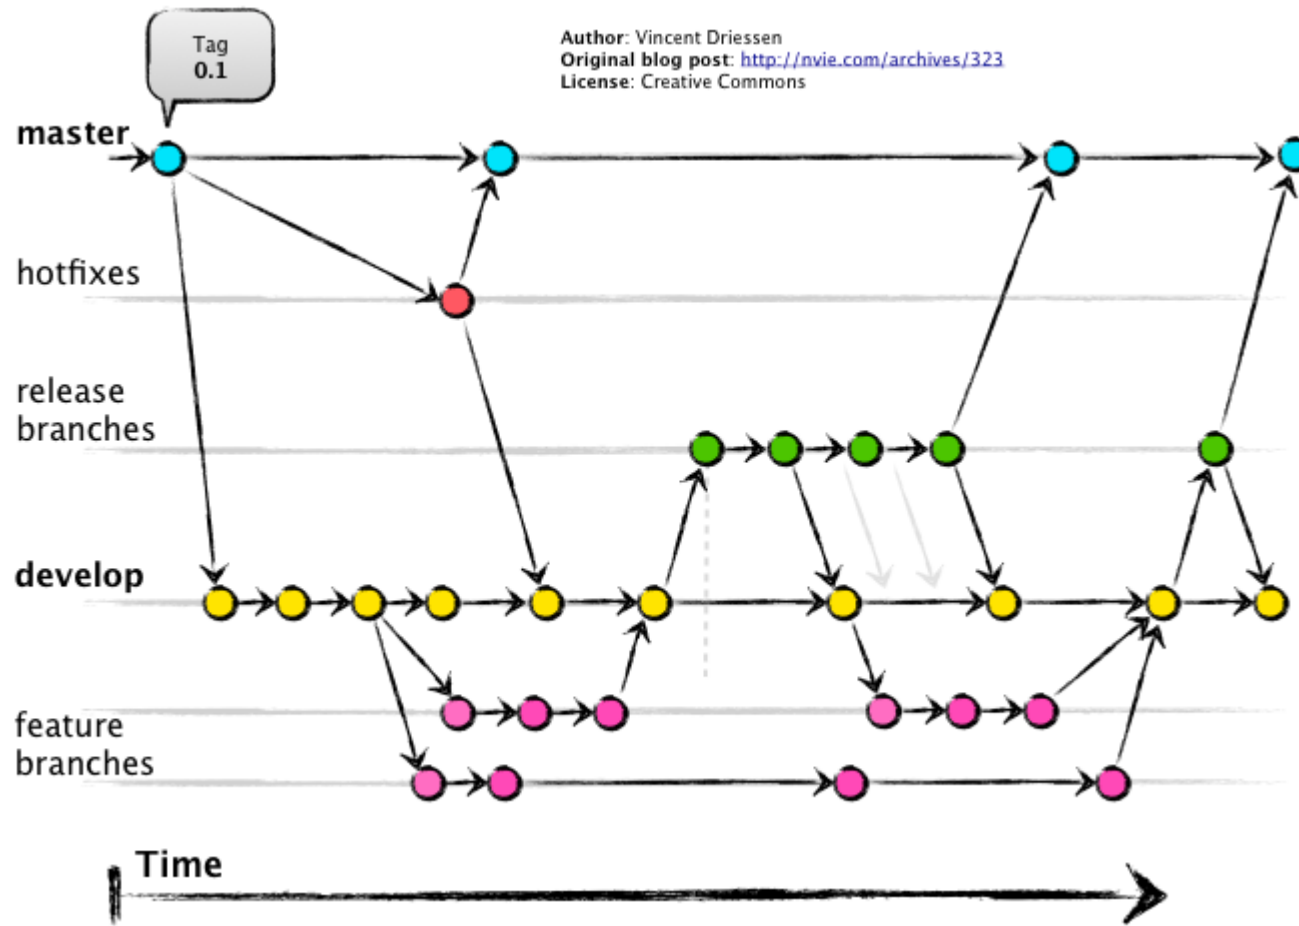 Tag
0.1
Author: Vincent Driessen
Original blog post: http://nvie.com/archives/323
License: Creative Commons
master
hotfixes
release
branches
develop
feature
branches
Time